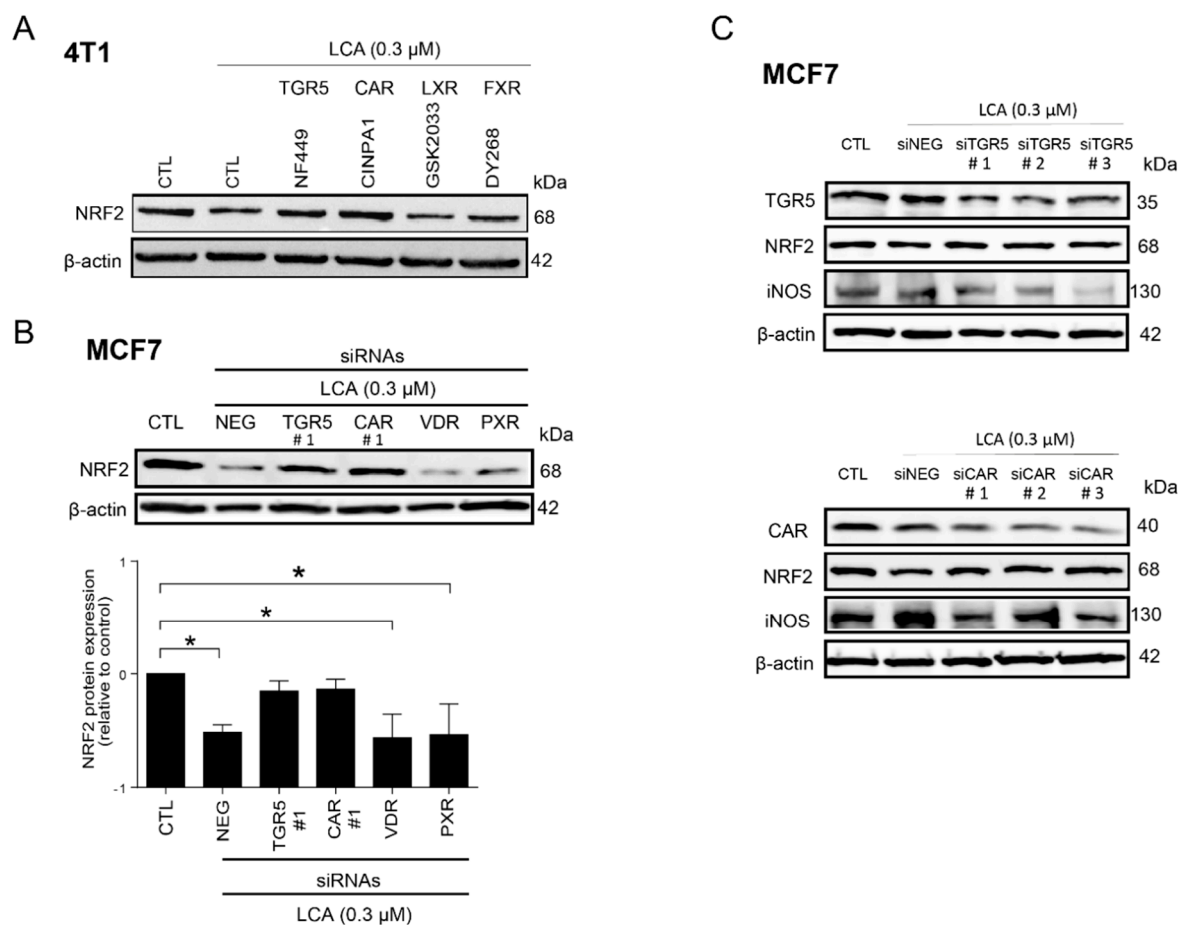 A
4T1
LCA (0.3 µM)
TGR5 CAR LXR FXR
CTL CTL NF449 CINPA1 GSK2033 DY268
kDa
NRF2 68
β-actin 42
B
MCF7
siRNAs
LCA (0.3 µM)
CTL NEG TGR5 CAR VDR PXR
# 1 #1
kDa
NRF2 68
β-actin 42
NRF2 protein expression
(relative to control)
1
0
-1
* * *
CTL NEG TGR5 CAR VDR PXR
#1 #1
siRNAs
LCA (0.3 µM)
C
MCF7
LCA (0.3 µM)
CTL siNEG siTGR5 siTGR5 siTGR5
# 1 # 2 # 3
kDa
TGR5 35
NRF2 68
iNOS 130
β-actin 42
LCA (0.3 µM)
CTL siNEG siCAR siCAR siCAR
# 1 # 2 # 3
kDa
CAR 40
NRF2 68
iNOS 130
β-actin 42